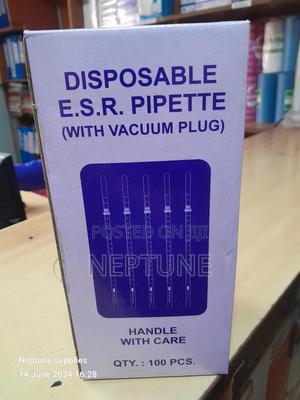 DISPOSABLE
E.S.R. PIPETTE
(WITH VACUUM PLUG)
POSTED ON JIJI
NEPTUNE
HANDLE
WITH CARE
QTY. : 100 PCS.
Neptune supplies
14 June 2024 16:28